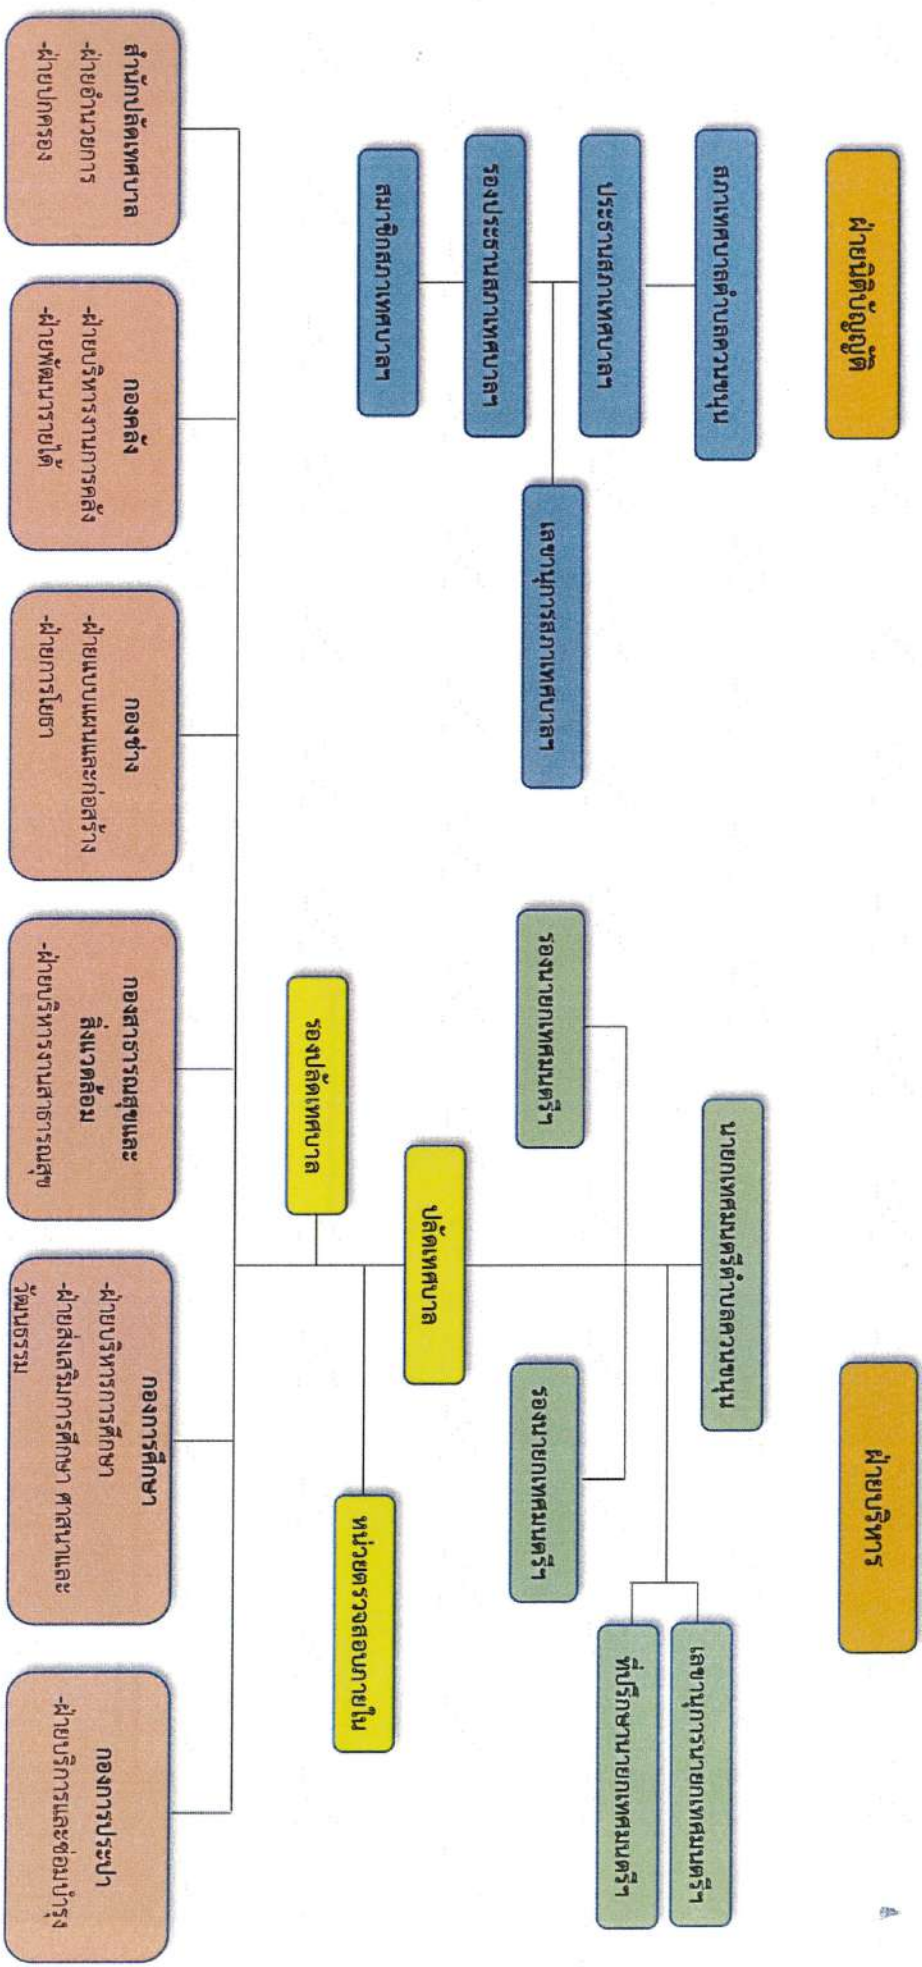 ฝ่ายนิติบัญญัติ
สภาเทศบาลตำบลควนขนุน
ประธานสภาเทศบาลฯ
รองประธานสภาเทศบาลฯ
สมาชิกสภาเทศบาลฯ
เลขานุการสภาเทศบาลฯ
ฝ่ายบริหาร
นายกเทศมนตรีตำบลควนขนุน
เลขานุการนายกเทศมนตรีฯ
ที่ปรึกษานายกเทศมนตรีฯ
รองนายกเทศมนตรีฯ
รองนายกเทศมนตรีฯ
ปลัดเทศบาล
หน่วยตรวจสอบภายใน
รองปลัดเทศบาล
สำนักปลัดเทศบาล
-ฝ่ายอำนวยการ
-ฝ่ายปกครอง
กองคลัง
-ฝ่ายบริหารงานการคลัง
-ฝ่ายพัฒนารายได้
กองช่าง
-ฝ่ายแบบแผนและก่อสร้าง
-ฝ่ายการโยธา
กองสาธารณสุขและ
สิ่งแวดล้อม
-ฝ่ายบริหารงานสาธารณสุข
กองการศึกษา
-ฝ่ายบริหารการศึกษา
-ฝ่ายส่งเสริมการศึกษา ศาสนาและ
วัฒนธรรม
กองการประปา
-ฝ่ายบริการและซ่อมบำรุง